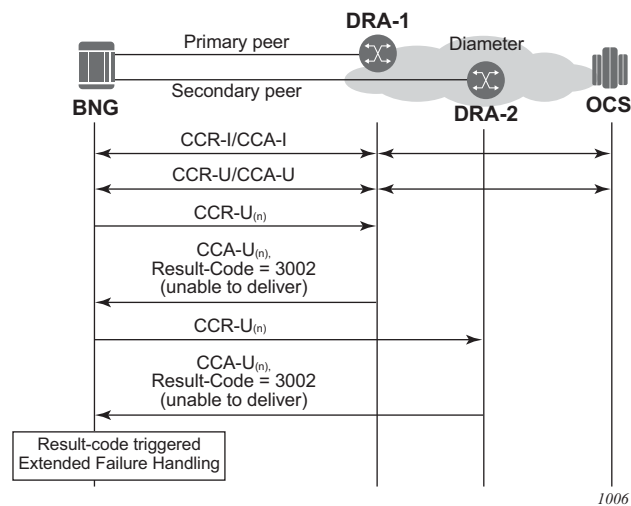 DRA-1
Primary peer
Diameter
Secondary peer
BNG
DRA-2
OCS
CCR-I/CCA-I
CCR-U/CCA-U
CCR-U(n)
CCA-U(n),
Result-Code = 3002
(unable to deliver)
CCR-U(n)
CCA-U(n),
Result-Code = 3002
(unable to deliver)
Result-code triggered
Extended Failure Handling
1006